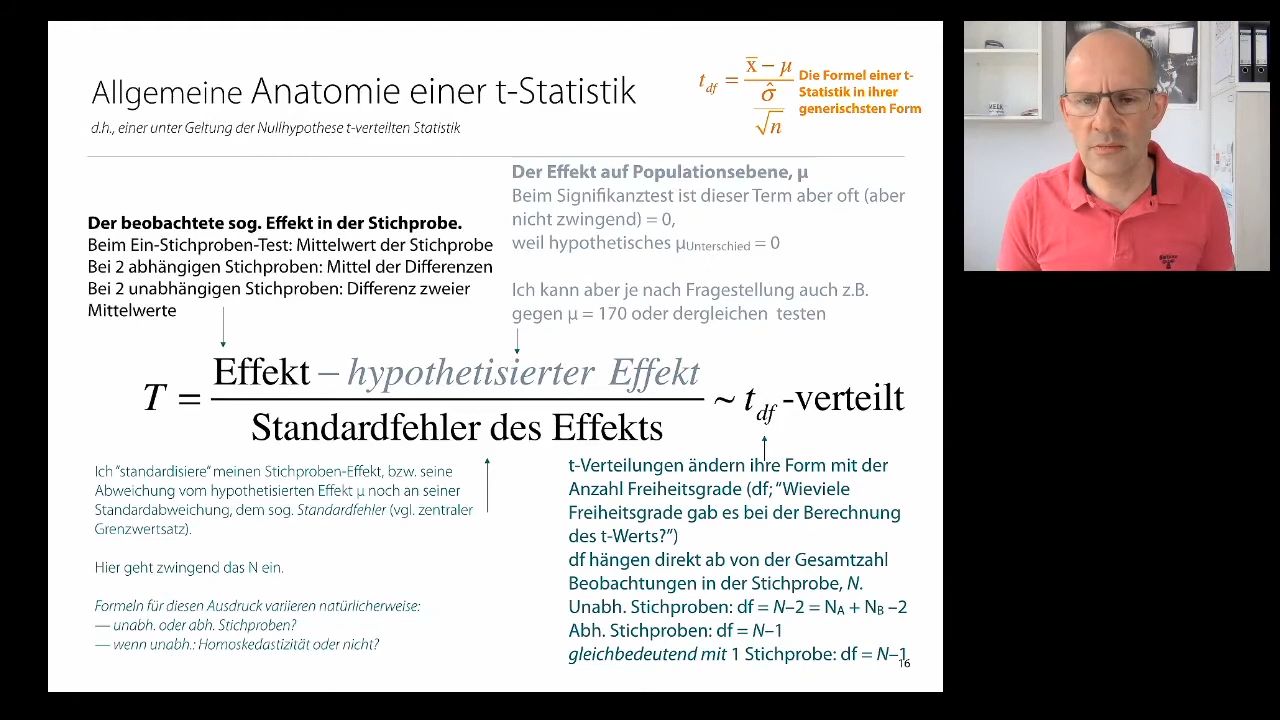 Allgemeine Anatomie einer t-Statistik
d.h., einer unter Geltung der Nullhypothese t-verteilten Statistik
t_df = (x̄ − μ) / (σ̂ / √n)
Die Formel einer t-
Statistik in ihrer
generischsten Form
Der Effekt auf Populationsebene, μ
Beim Signifikanztest ist dieser Term aber oft (aber
nicht zwingend) = 0,
weil hypothetisches μUnterschied = 0
Ich kann aber je nach Fragestellung auch z.B.
gegen μ = 170 oder dergleichen testen
Der beobachtete sog. Effekt in der Stichprobe.
Beim Ein-Stichproben-Test: Mittelwert der Stichprobe
Bei 2 abhängigen Stichproben: Mittel der Differenzen
Bei 2 unabhängigen Stichproben: Differenz zweier
Mittelwerte
T = (Effekt − hypothetisierter Effekt) / (Standardfehler des Effekts) ~ t_df -verteilt
Ich "standardisiere" meinen Stichproben-Effekt, bzw. seine
Abweichung vom hypothetisierten Effekt μ noch an seiner
Standardabweichung, dem sog. Standardfehler (vgl. zentraler
Grenzwertsatz).
Hier geht zwingend das N ein.
Formeln für diesen Ausdruck variieren natürlicherweise:
— unabh. oder abh. Stichproben?
— wenn unabh.: Homoskedastizität oder nicht?
t-Verteilungen ändern ihre Form mit der
Anzahl Freiheitsgrade (df; "Wieviele
Freiheitsgrade gab es bei der Berechnung
des t-Werts?")
df hängen direkt ab von der Gesamtzahl
Beobachtungen in der Stichprobe, N.
Unabh. Stichproben: df = N–2 = NA + NB –2
Abh. Stichproben: df = N–1
gleichbedeutend mit 1 Stichprobe: df = N–1
16